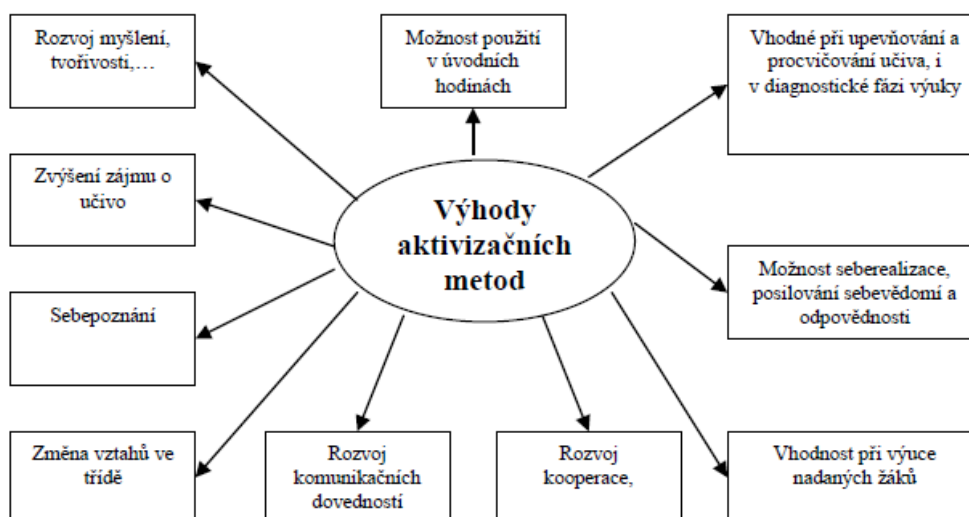 Rozvoj myšlení,
tvořivosti,…
Možnost použití
v úvodních
hodinách
Vhodné při upevňování a
procvičování učiva, i
v diagnostické fázi výuky
Zvýšení zájmu o
učivo
Výhody
aktivizačních
metod
Možnost seberealizace,
posilování sebevědomí a
odpovědnosti
Sebepoznání
Změna vztahů ve
třídě
Rozvoj
komunikačních
dovedností
Rozvoj
kooperace,
Vhodnost při výuce
nadaných žáků